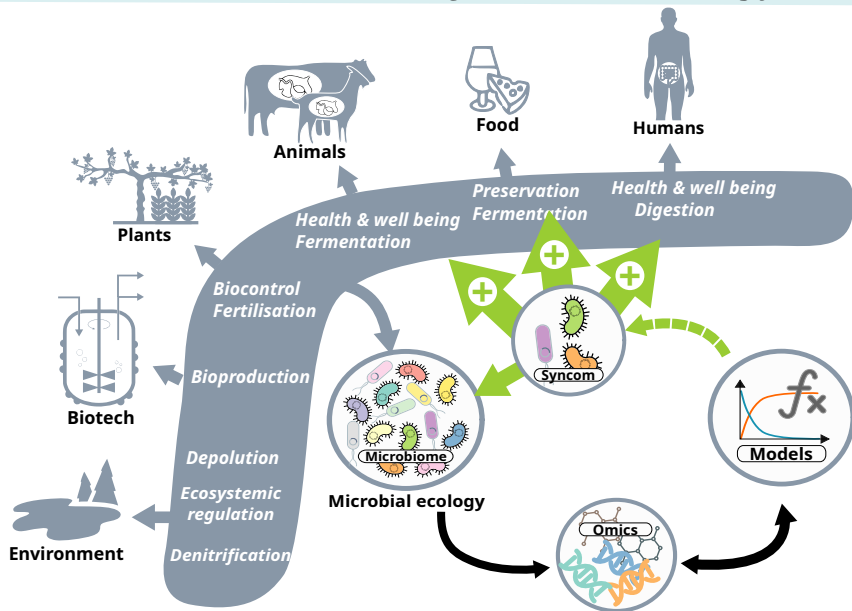 Humans
Food
Animals
Preservation
Fermentation
Health & well being
Digestion
Health & well being
Fermentation
Plants
Biocontrol
Fertilisation
+
+
+
Syncom
Bioproduction
Biotech
fx
Models
Microbiome
Microbial ecology
Depolution
Ecosystemic
regulation
Omics
Environment
Denitrification